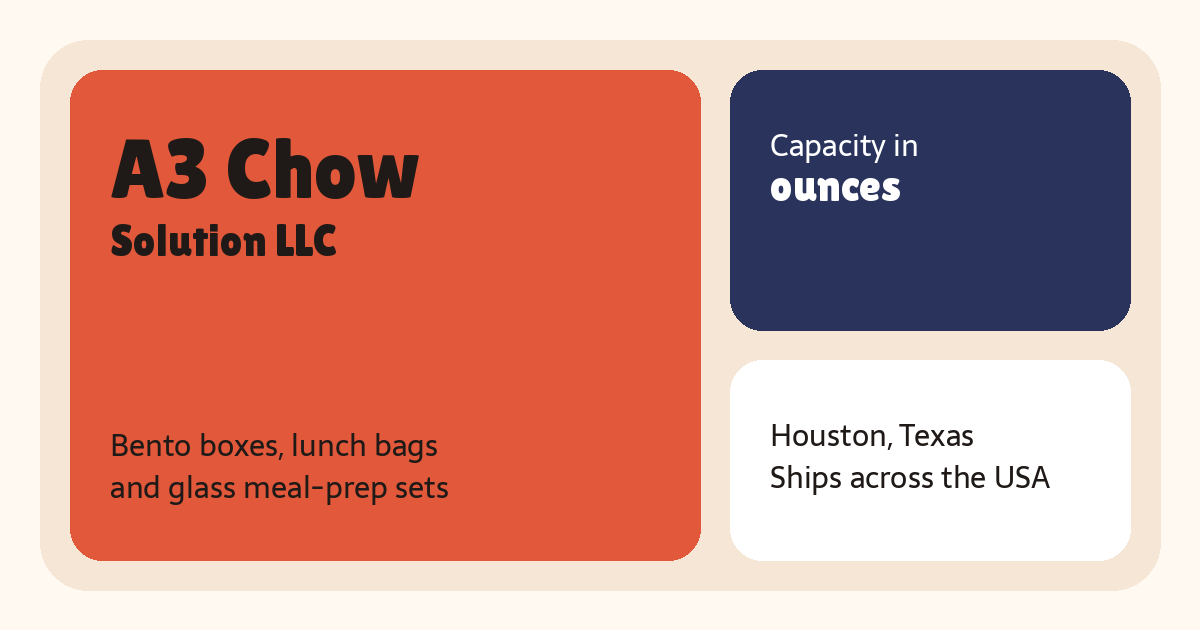 A3 Chow
Solution LLC
Bento boxes, lunch bags
and glass meal-prep sets
Capacity in
ounces
Houston, Texas
Ships across the USA